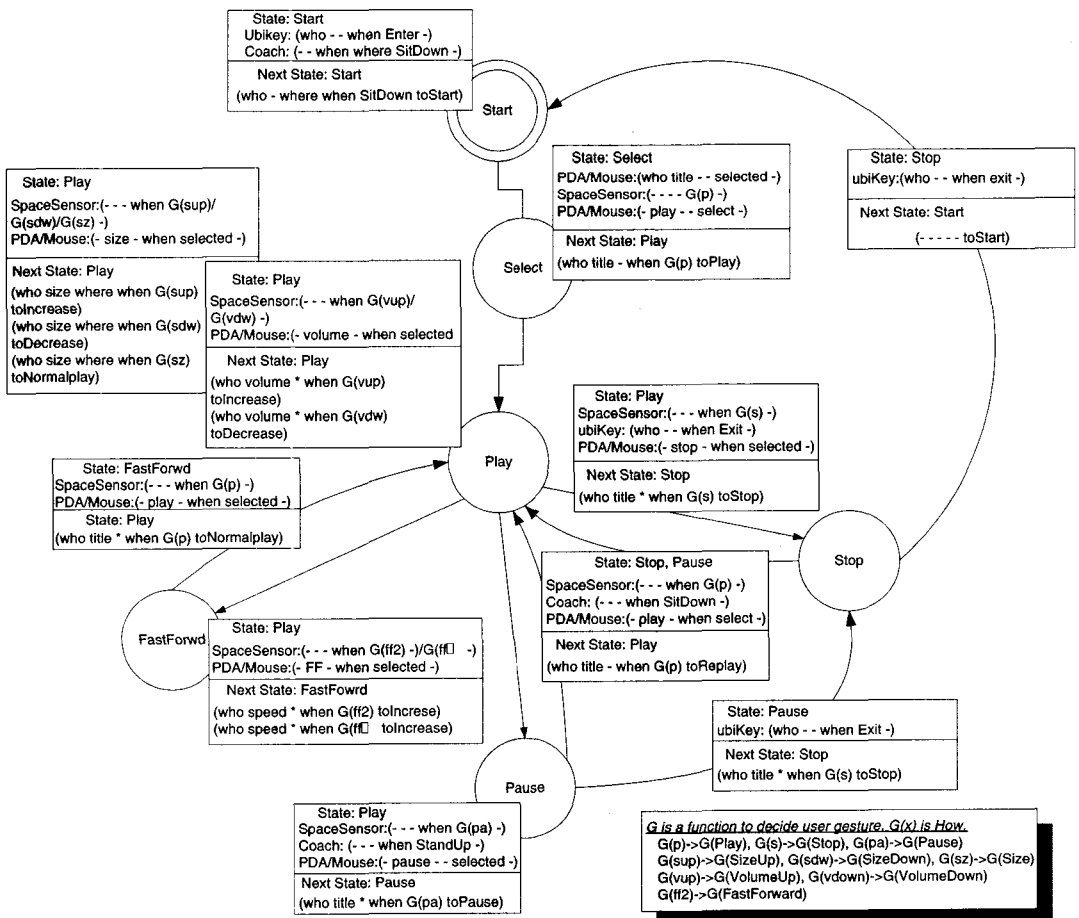 State: Start
Ubikey: (who - - when Enter -)
Coach: (- - when where SitDown -)
Next State: Start
(who - where when SitDown toStart)
Start
State: Select
PDA/Mouse:(who title - - selected -)
SpaceSensor:(- - - - G(p) -)
PDA/Mouse:(- play - - select -)
Next State: Play
(who title - when G(p) toPlay)
State: Stop
ubiKey:(who - - when exit -)
Next State: Start
(- - - - - toStart)
State: Play
SpaceSensor:(- - - when G(sup)/
G(sdw)/G(sz) -)
PDA/Mouse:(- size - when selected -)
Next State: Play
(who size where when G(sup)
toIncrease)
(who size where when G(sdw)
toDecrease)
(who size where when G(sz)
toNormalplay)
Select
State: Play
SpaceSensor:(- - - when G(vup)/
G(vdw) -)
PDA/Mouse:(- volume - when selected
Next State: Play
(who volume * when G(vup)
toIncrease)
(who volume * when G(vdw)
toDecrease)
State: Play
SpaceSensor:(- - - when G(s) -)
ubiKey: (who - - when Exit -)
PDA/Mouse:(- stop - when selected -)
Next State: Stop
(who title * when G(s) toStop)
Play
State: FastForwd
SpaceSensor:(- - - when G(p) -)
PDA/Mouse:(- play - when selected -)
State: Play
(who title * when G(p) toNormalplay)
Stop
State: Stop, Pause
SpaceSensor:(- - - when G(p) -)
Coach: (- - - when SitDown -)
PDA/Mouse:(- play - when select -)
Next State: Play
(who title - when G(p) toReplay)
FastForwd
State: Play
SpaceSensor:(- - - when G(ff2) -)/G(ff□ -)
PDA/Mouse:(- FF - when selected -)
Next State: FastFowrd
(who speed * when G(ff2) toIncrese)
(who speed * when G(ff□ toIncrease)
State: Pause
ubiKey: (who - - when Exit -)
Next State: Stop
(who title * when G(s) toStop)
Pause
State: Play
SpaceSensor:(- - - when G(pa) -)
Coach: (- - - when StandUp -)
PDA/Mouse:(- pause - - selected -)
Next State: Pause
(who title * when G(pa) toPause)
G is a function to decide user gesture. G(x) is How.
G(p)->G(Play), G(s)->G(Stop), G(pa)->G(Pause)
G(sup)->G(SizeUp), G(sdw)->G(SizeDown), G(sz)->G(Size)
G(vup)->G(VolumeUp), G(vdown)->G(VolumeDown)
G(ff2)->G(FastForward)